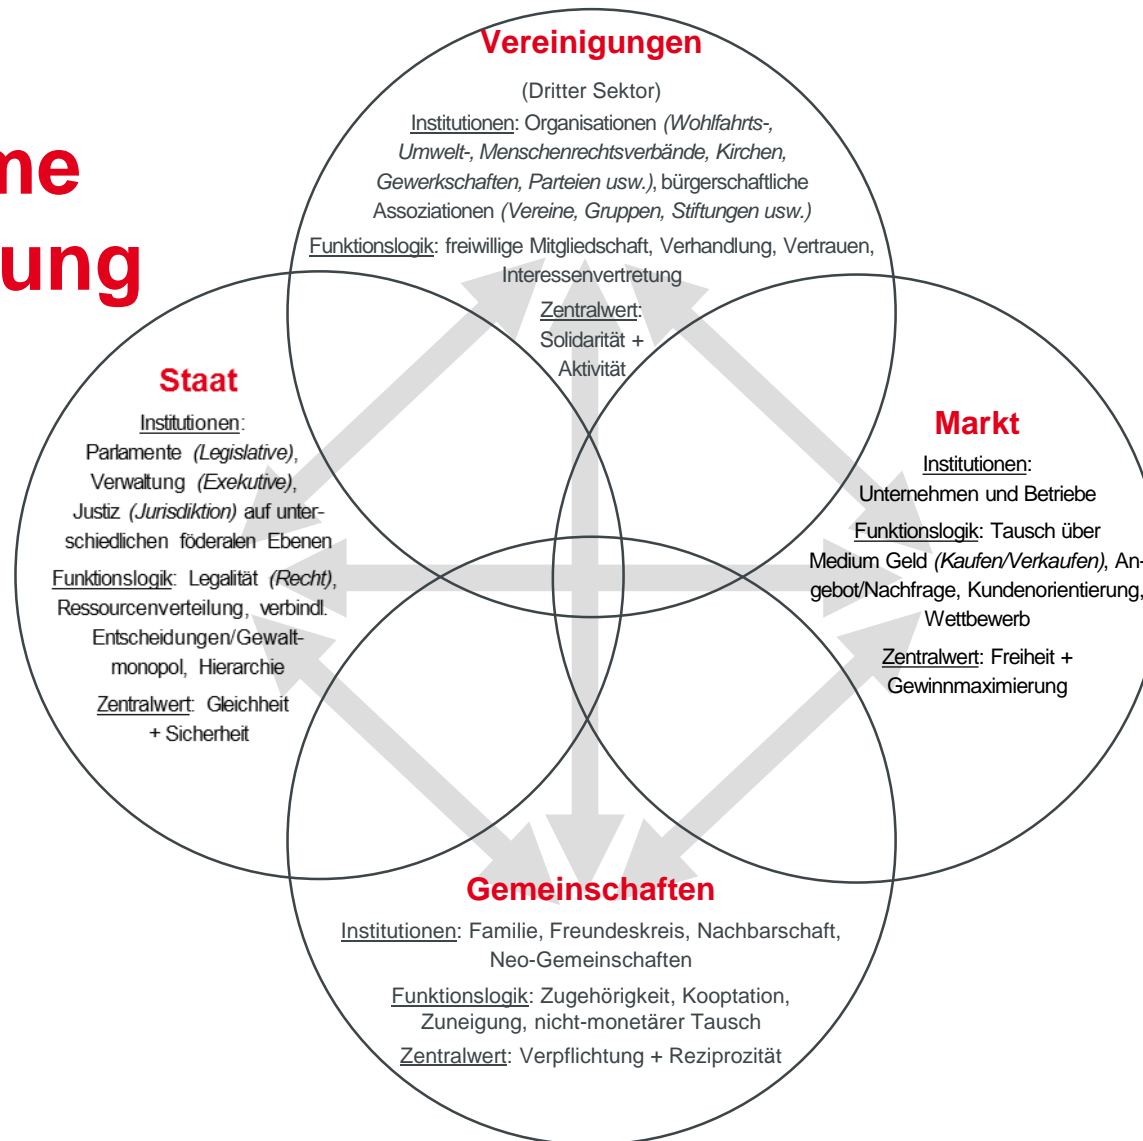 Vereinigungen
(Dritter Sektor)
Institutionen: Organisationen (Wohlfahrts-,
Umwelt-, Menschenrechtsverbände, Kirchen,
Gewerkschaften, Parteien usw.), bürgerschaftliche
Assoziationen (Vereine, Gruppen, Stiftungen usw.)
Funktionslogik: freiwillige Mitgliedschaft, Verhandlung, Vertrauen,
Interessenvertretung
Zentralwert:
Solidarität +
Aktivität
me
ung
Staat
Institutionen:
Parlamente (Legislative),
Verwaltung (Exekutive),
Justiz (Jurisdiktion) auf unter-
schiedlichen föderalen Ebenen
Funktionslogik: Legalität (Recht),
Ressourcenverteilung, verbindl.
Entscheidungen/Gewalt-
monopol, Hierarchie
Zentralwert: Gleichheit
+ Sicherheit
Markt
Institutionen:
Unternehmen und Betriebe
Funktionslogik: Tausch über
Medium Geld (Kaufen/Verkaufen), An-
gebot/Nachfrage, Kundenorientierung,
Wettbewerb
Zentralwert: Freiheit +
Gewinnmaximierung
Gemeinschaften
Institutionen: Familie, Freundeskreis, Nachbarschaft,
Neo-Gemeinschaften
Funktionslogik: Zugehörigkeit, Kooptation,
Zuneigung, nicht-monetärer Tausch
Zentralwert: Verpflichtung + Reziprozität